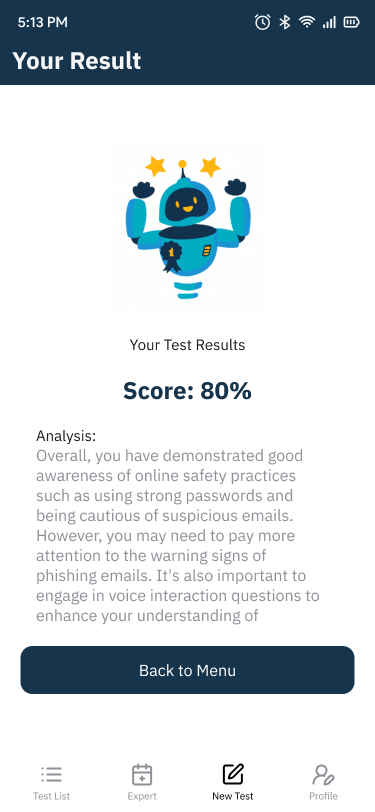 5:13 PM
Your Result
1
Your Test Results
Score: 80%
Analysis:
Overall, you have demonstrated good
awareness of online safety practices
such as using strong passwords and
being cautious of suspicious emails.
However, you may need to pay more
attention to the warning signs of
phishing emails. It's also important to
engage in voice interaction questions to
enhance your understanding of
Back to Menu
Test List
Expert
New Test
Profile